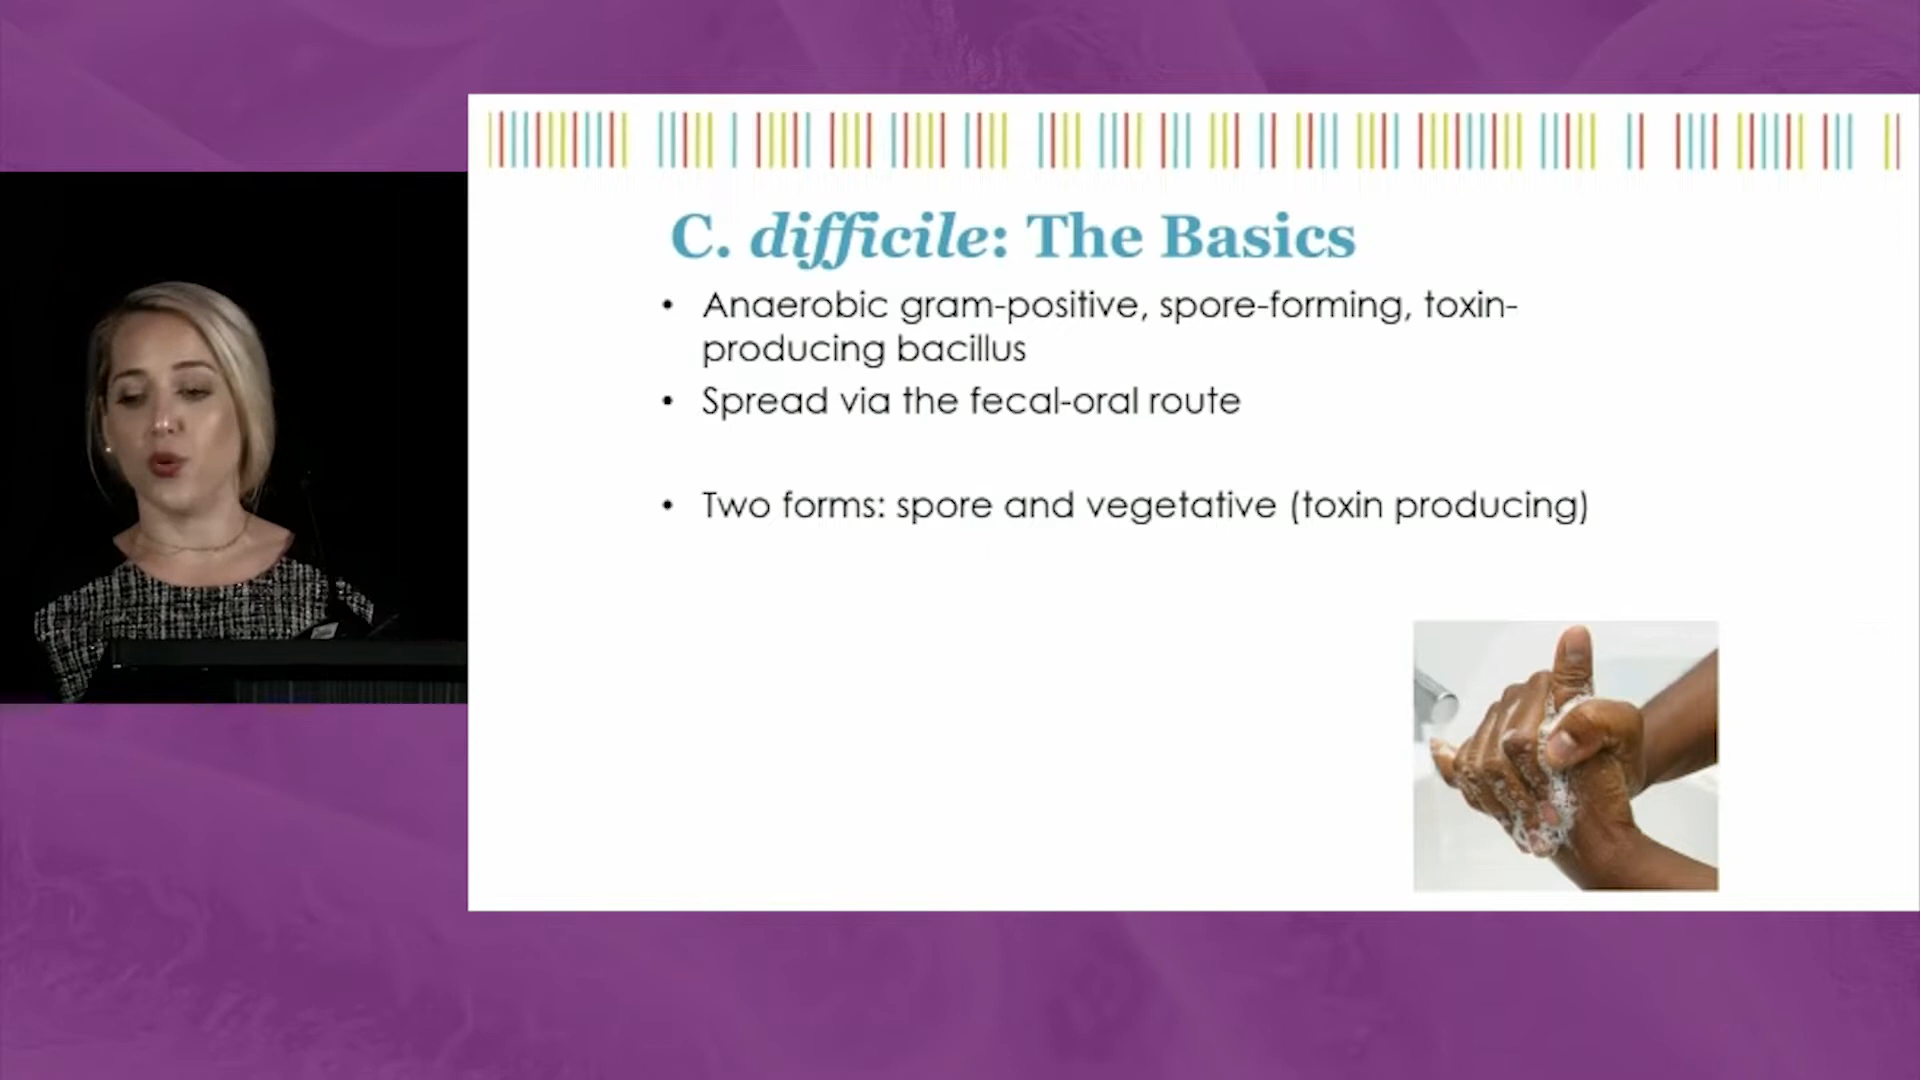 C. difficile: The Basics
• Anaerobic gram-positive, spore-forming, toxin-
producing bacillus
• Spread via the fecal-oral route
• Two forms: spore and vegetative (toxin producing)